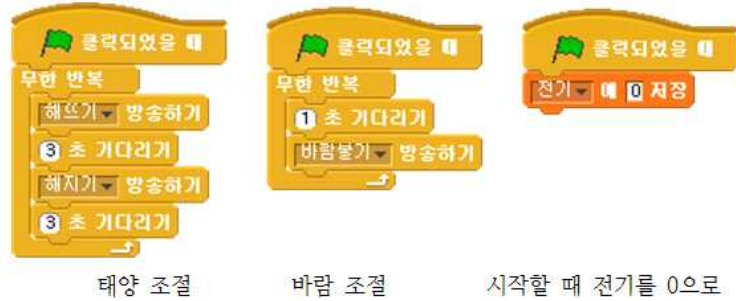 클릭되었을 때
무한 반복
해뜨기 방송하기
3 초 기다리기
해지기 방송하기
3 초 기다리기
클릭되었을 때
무한 반복
1 초 기다리기
바람불기 방송하기
클릭되었을 때
전기 에 0 저장
태양 조절
바람 조절
시작할 때 전기를 0으로